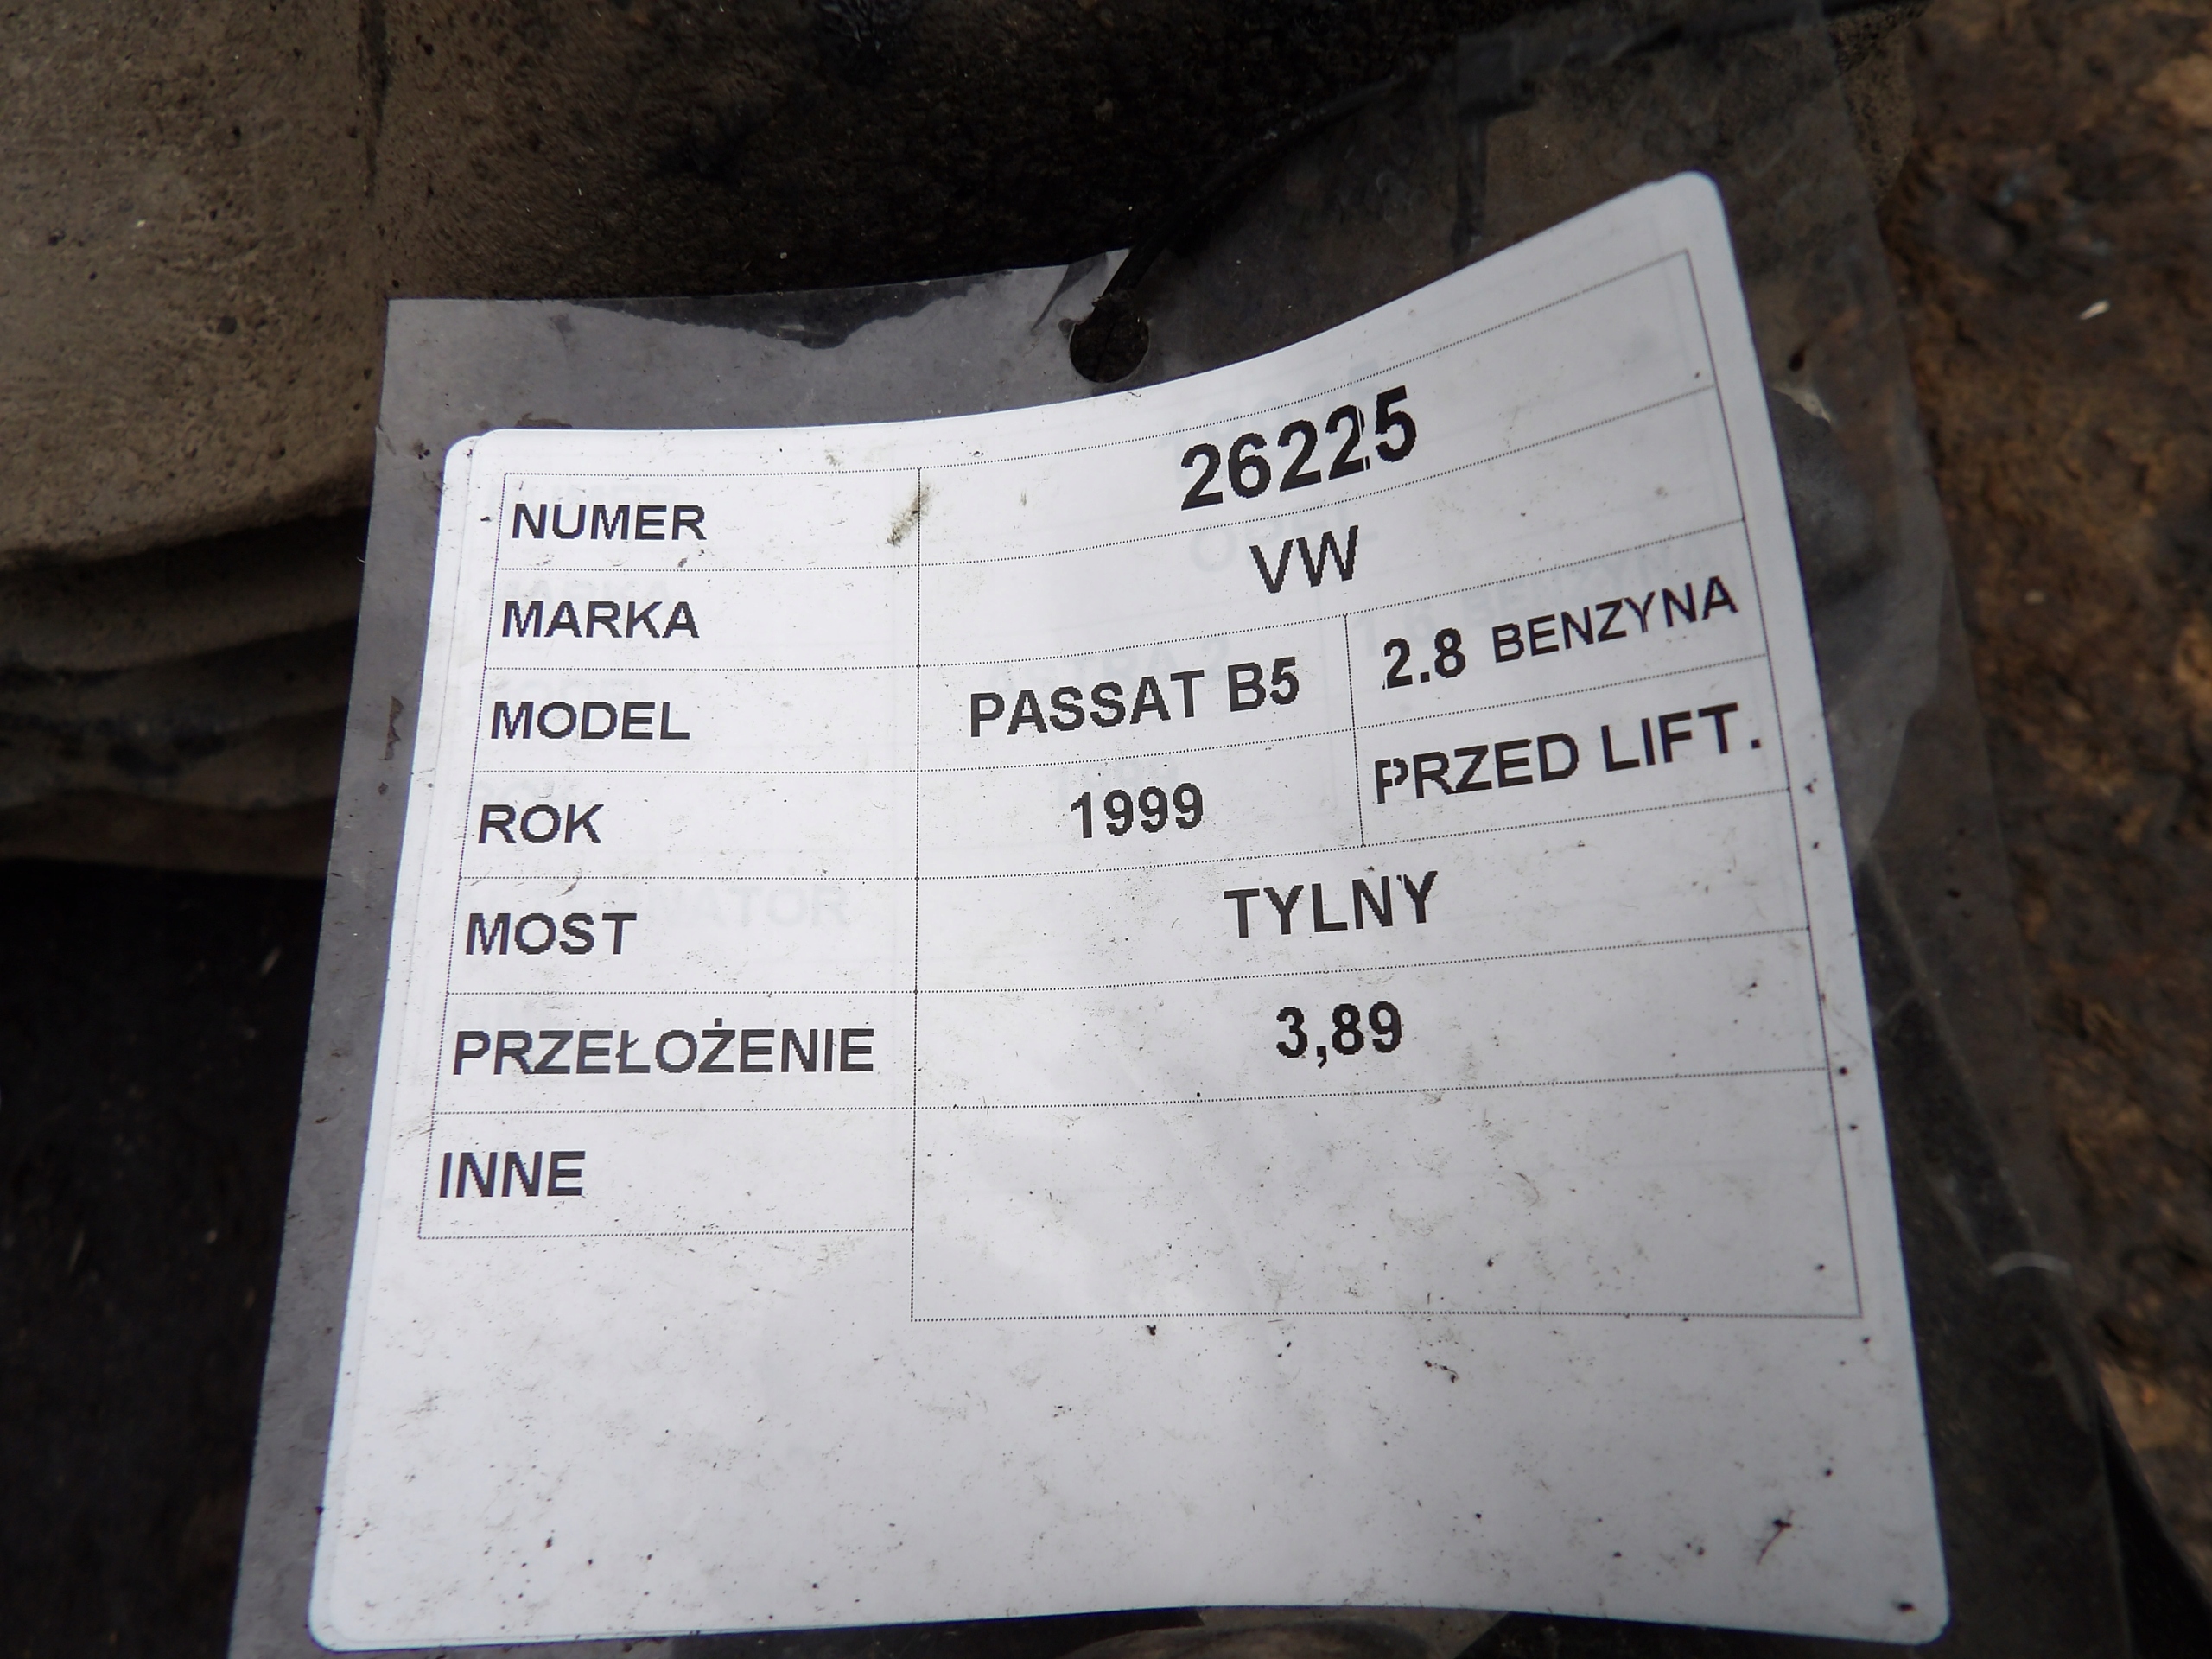 NUMER 26225
MARKA VW
MODEL PASSAT B5 2.8 BENZYNA
ROK 1999 PRZED LIFT.
MOST TYLNY
PRZEŁOŻENIE 3,89
INNE